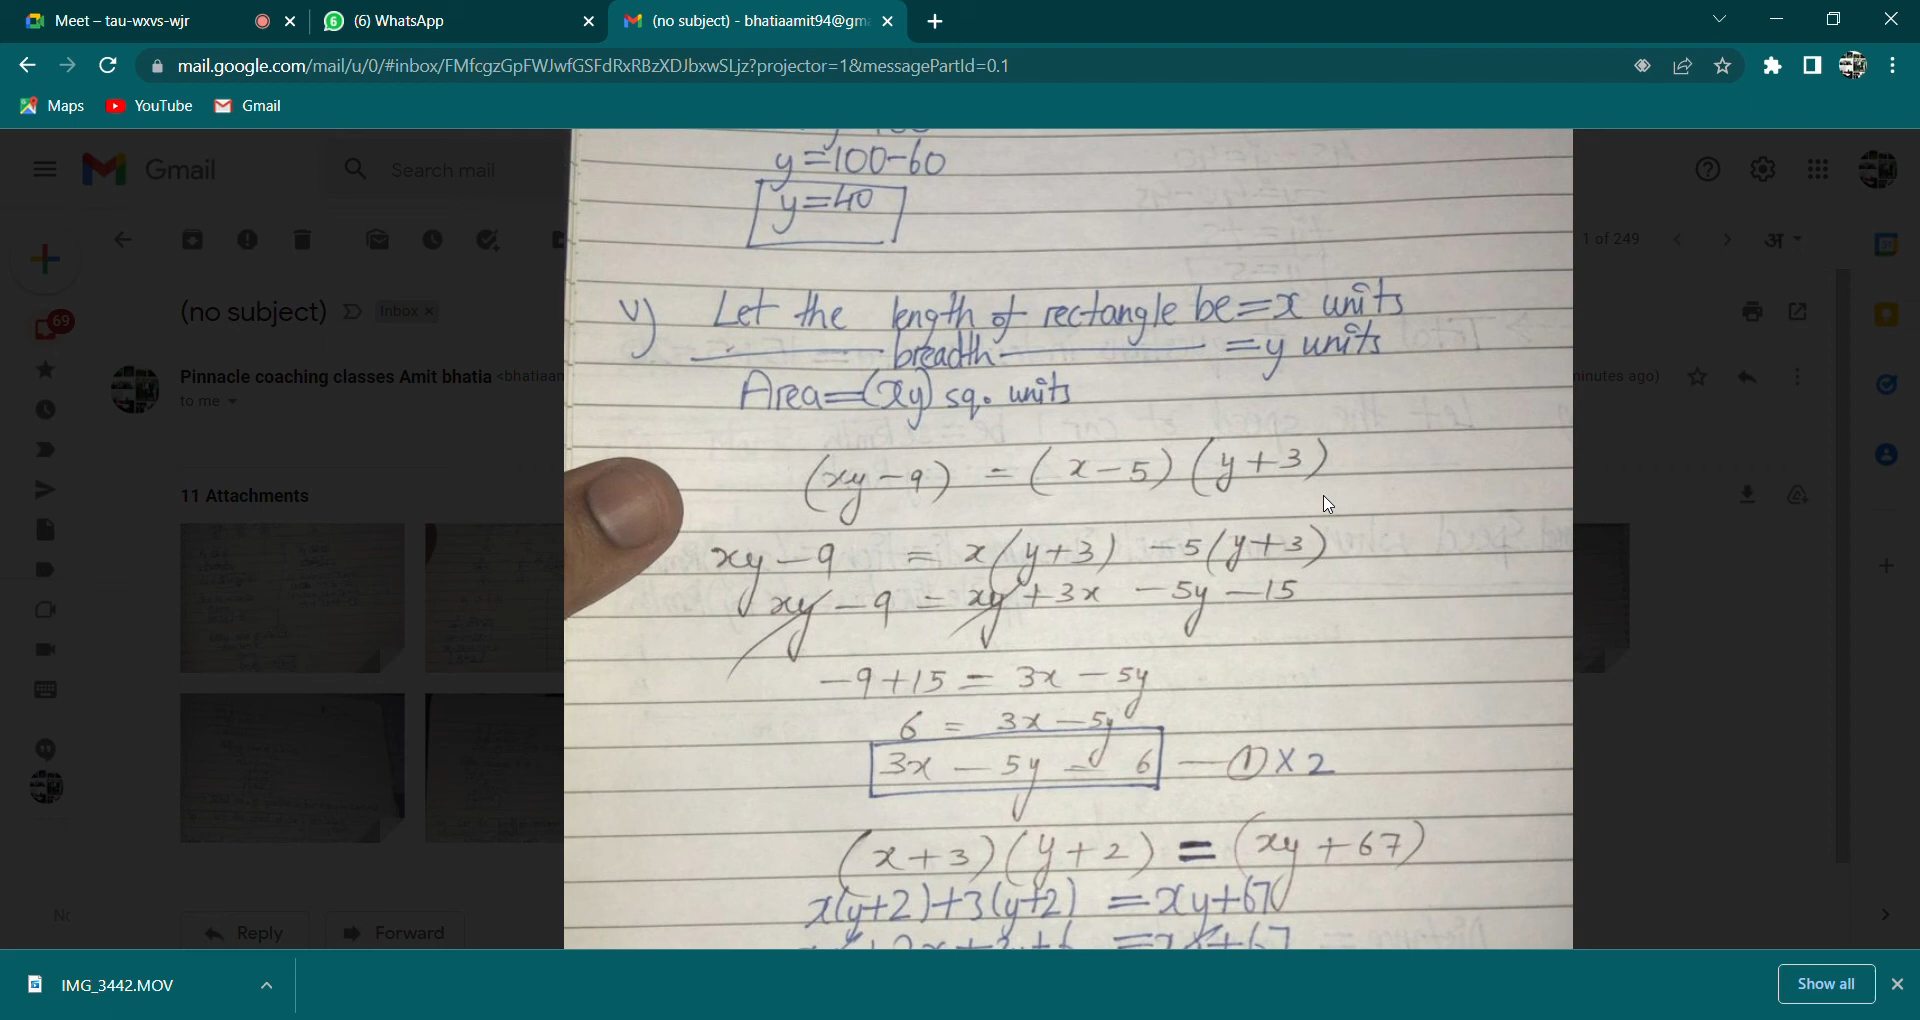 Meet – tau-wxvs-wjr
(6) WhatsApp
(no subject) - bhatiaamit94@gm
mail.google.com/mail/u/0/#inbox/FMfcgzGpFWJwfGSFdRxRBzXDJbxwSLjz?projector=1&messagePartId=0.1
Maps YouTube Gmail
Gmail
Search mail
1 of 249
अ
69
(no subject)
Inbox ×
Pinnacle coaching classes Amit bhatia <bhatiaan
to me
minutes ago)
11 Attachments
y=100-60
y=40
v) Let the length of rectangle be=x units
breadth =y units
Area=(xy) sq. units
(xy-9) = (x-5)(y+3)
xy-9 = x(y+3) -5(y+3)
xy-9 = xy+3x -5y-15
-9+15 = 3x-5y
6 = 3x-5y
3x-5y = 6 — ① X 2
(x+3)(y+2) = (xy+67)
x(y+2)+3(y+2) =xy+67
Reply Forward
IMG_3442.MOV
Show all